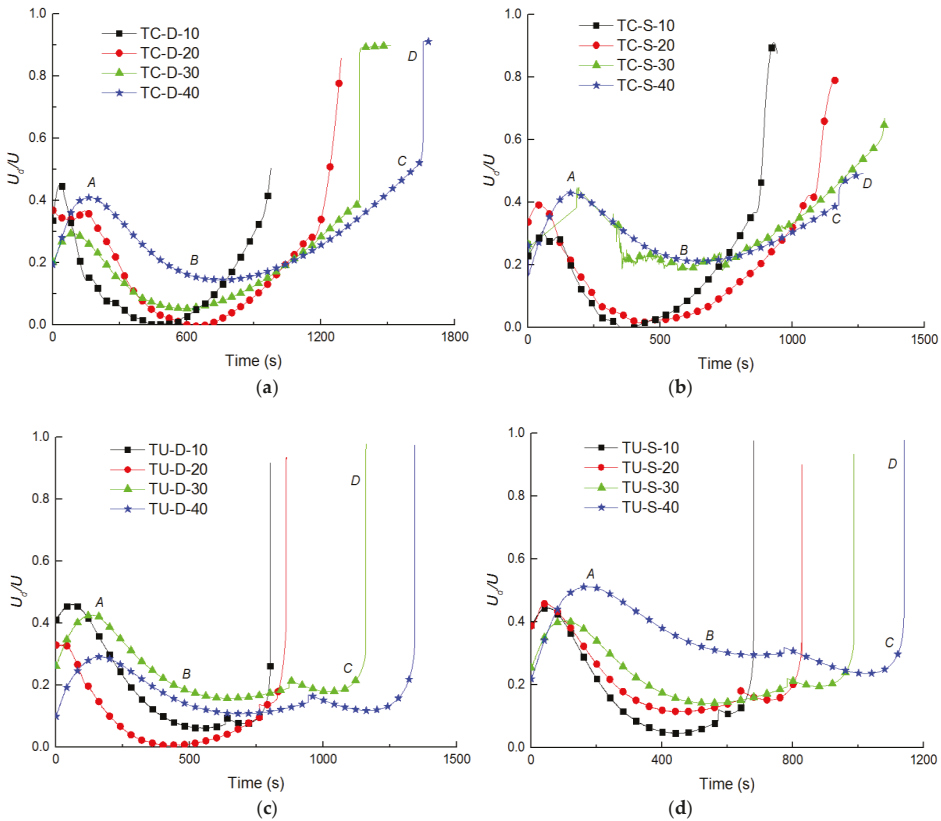 (a)
TC-D-10
TC-D-20
TC-D-30
TC-D-40
A
B
C
D
1.0
0.8
0.6
0.4
0.2
0.0
Ud/U
0
600
1200
1800
Time (s)
(b)
TC-S-10
TC-S-20
TC-S-30
TC-S-40
A
B
C
D
1.0
0.8
0.6
0.4
0.2
0.0
Ud/U
0
500
1000
1500
Time (s)
(c)
TU-D-10
TU-D-20
TU-D-30
TU-D-40
A
B
C
D
1.0
0.8
0.6
0.4
0.2
0.0
Ud/U
0
500
1000
1500
Time (s)
(d)
TU-S-10
TU-S-20
TU-S-30
TU-S-40
A
B
C
D
1.0
0.8
0.6
0.4
0.2
0.0
Ud/U
0
400
800
1200
Time (s)